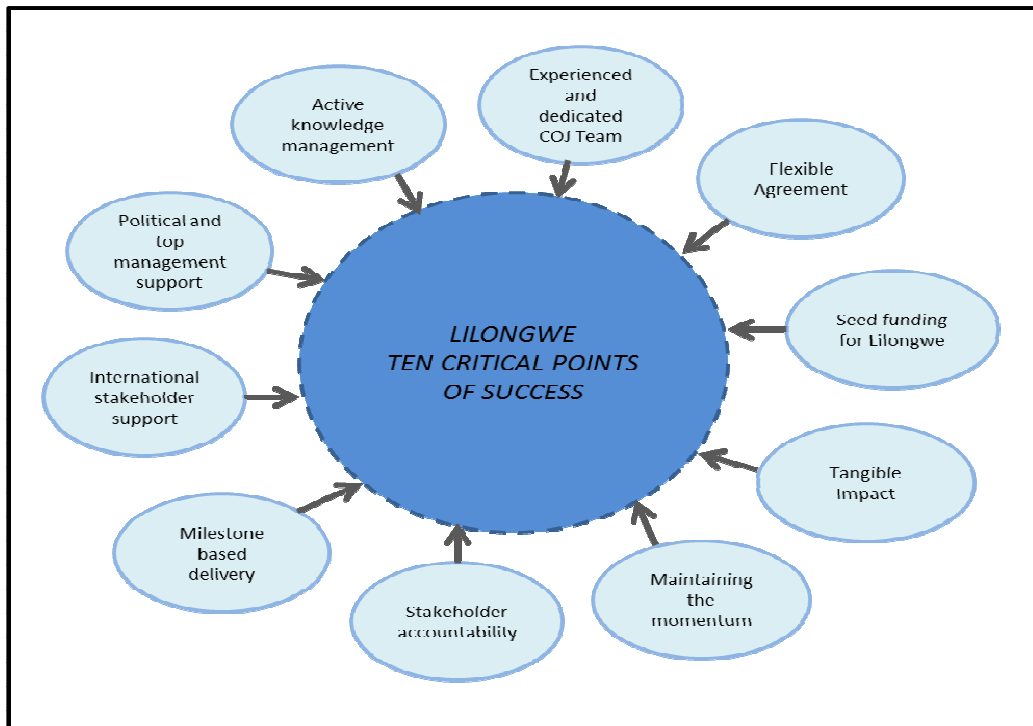 LILONGWE
TEN CRITICAL POINTS
OF SUCCESS
Experienced
and
dedicated
COJ Team
Flexible
Agreement
Seed funding
for Lilongwe
Tangible
Impact
Maintaining
the
momentum
Stakeholder
accountability
Milestone
based
delivery
International
stakeholder
support
Political and
top
management
support
Active
knowledge
management